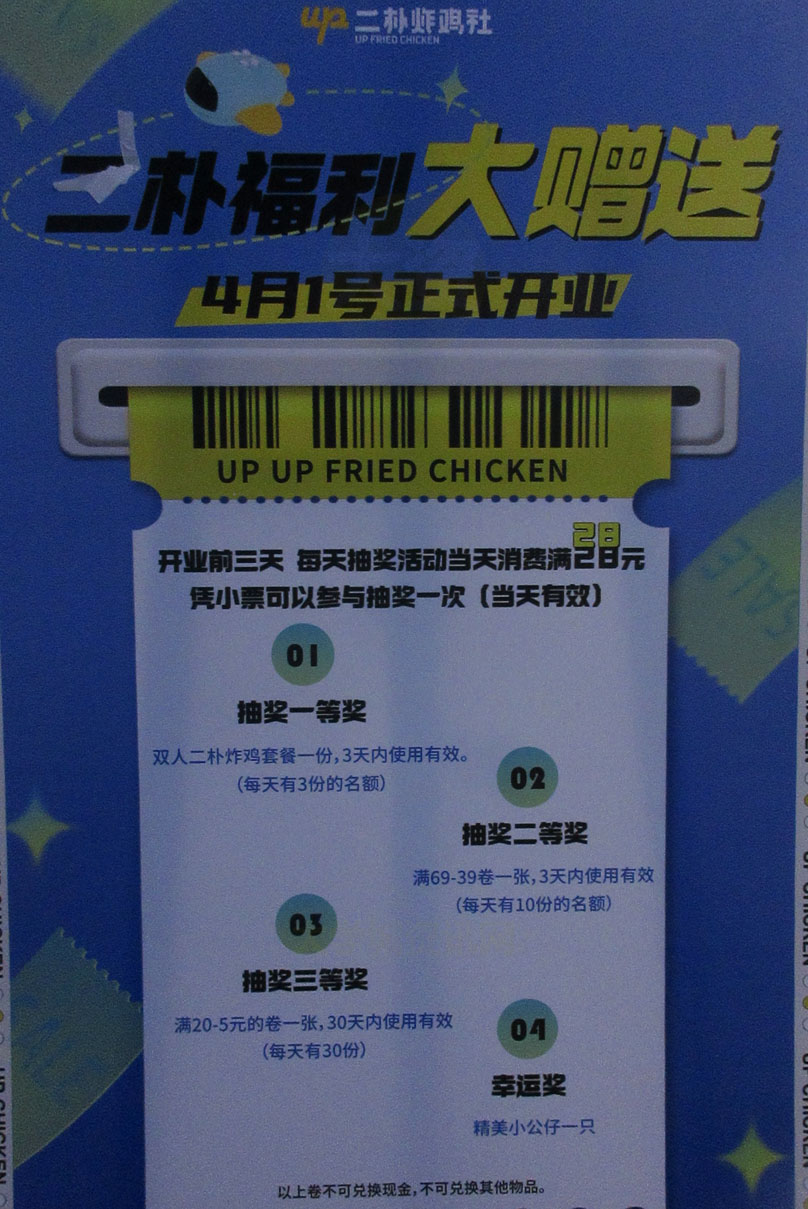 up 二朴炸鸡社
UP FRIED CHICKEN
二朴福利大赠送
4月1号正式开业
UP UP FRIED CHICKEN
开业前三天 每天抽奖活动当天消费满28元
28
凭小票可以参与抽奖一次（当天有效）
01
抽奖一等奖
双人二朴炸鸡套餐一份，3天内使用有效。
（每天有3份的名额）
02
抽奖二等奖
满69-39卷一张，3天内使用有效
（每天有10份的名额）
03
抽奖三等奖
满20-5元的卷一张，30天内使用有效
（每天有30份）
04
幸运奖
精美小公仔一只
以上卷不可兑换现金，不可兑换其他物品。
SALE
SALE
UP CHICKEN
UP CHICKEN